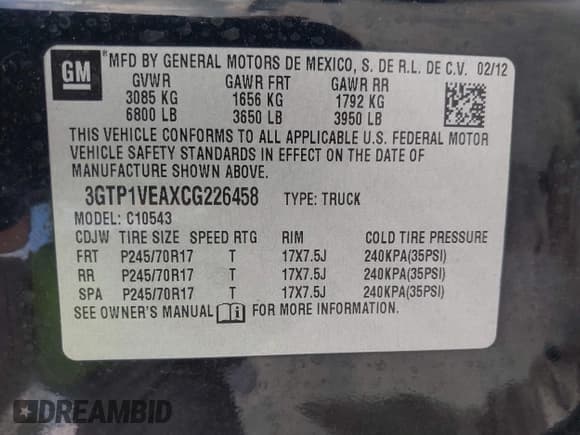 GM ® MFD BY GENERAL MOTORS DE MEXICO, S. DE R.L. DE C.V. 02/12
GVWR GAWR FRT GAWR RR
3085 KG 1656 KG 1792 KG
6800 LB 3650 LB 3950 LB
THIS VEHICLE CONFORMS TO ALL APPLICABLE U.S. FEDERAL MOTOR
VEHICLE SAFETY STANDARDS IN EFFECT ON THE DATE OF
MANUFACTURE SHOWN ABOVE.
3GTP1VEAXCG226458 TYPE: TRUCK
MODEL: C10543
CDJW TIRE SIZE SPEED RTG RIM COLD TIRE PRESSURE
FRT P245/70R17 T 17X7.5J 240KPA(35PSI)
RR P245/70R17 T 17X7.5J 240KPA(35PSI)
SPA P245/70R17 T 17X7.5J 240KPA(35PSI)
SEE OWNER'S MANUAL FOR MORE INFORMATION.
DREAMBID